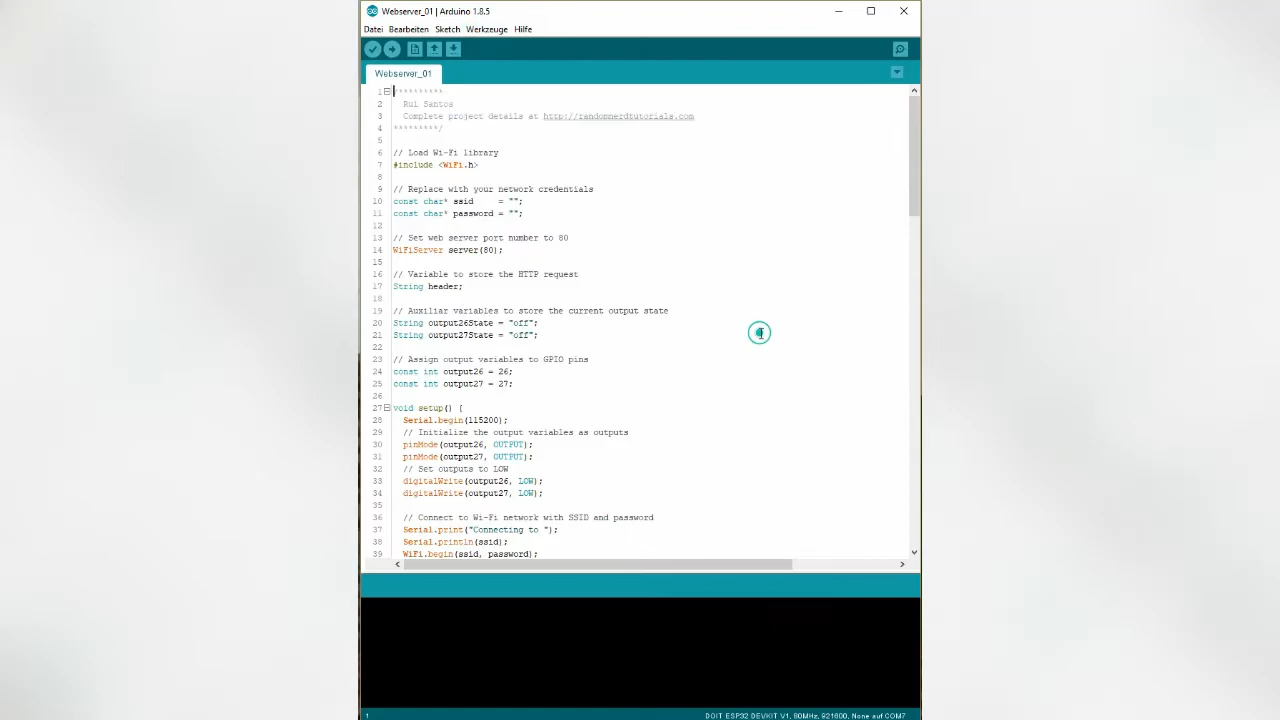 Webserver_01 | Arduino 1.8.5
Datei Bearbeiten Sketch Werkzeuge Hilfe
Webserver_01
1 *********
2 Rui Santos
3 Complete project details at http://randomnerdtutorials.com
4 *********/
5
6 // Load Wi-Fi library
7 #include <WiFi.h>
8
9 // Replace with your network credentials
10 const char* ssid     = "";
11 const char* password = "";
12
13 // Set web server port number to 80
14 WiFiServer server(80);
15
16 // Variable to store the HTTP request
17 String header;
18
19 // Auxiliar variables to store the current output state
20 String output26State = "off";
21 String output27State = "off";
22
23 // Assign output variables to GPIO pins
24 const int output26 = 26;
25 const int output27 = 27;
26
27 void setup() {
28 Serial.begin(115200);
29 // Initialize the output variables as outputs
30 pinMode(output26, OUTPUT);
31 pinMode(output27, OUTPUT);
32 // Set outputs to LOW
33 digitalWrite(output26, LOW);
34 digitalWrite(output27, LOW);
35
36 // Connect to Wi-Fi network with SSID and password
37 Serial.print("Connecting to ");
38 Serial.println(ssid);
39 WiFi.begin(ssid, password);
1 DOIT ESP32 DEVKIT V1, 80MHz, 921600, None auf COM7